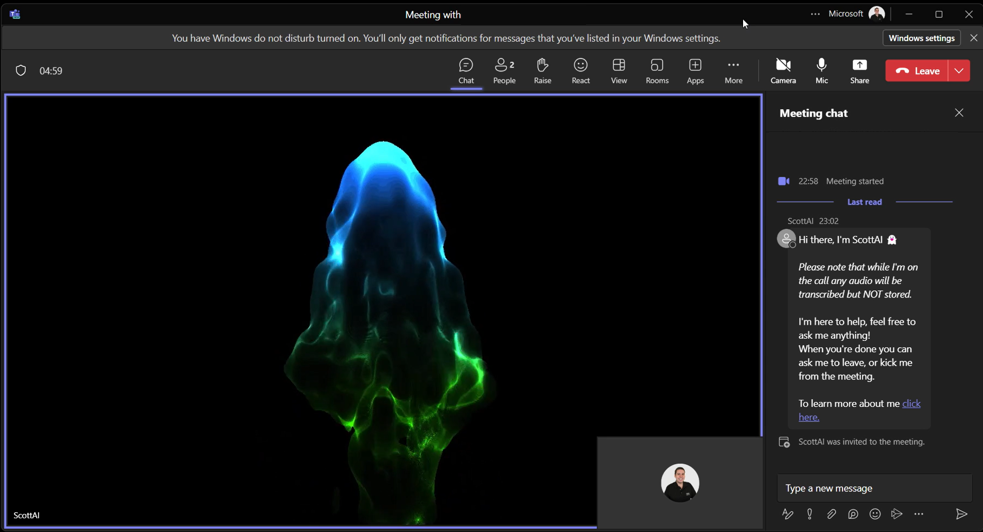 Meeting with
Microsoft
You have Windows do not disturb turned on. You'll only get notifications for messages that you've listed in your Windows settings.
Windows settings
04:59
Chat
People
2
Raise
React
View
Rooms
Apps
More
Camera
Mic
Share
Leave
Meeting chat
22:58 Meeting started
Last read
ScottAI 23:02
Hi there, I'm ScottAI
Please note that while I'm on
the call any audio will be
transcribed but NOT stored.
I'm here to help, feel free to
ask me anything!
When you're done you can
ask me to leave, or kick me
from the meeting.
To learn more about me click
here.
ScottAI was invited to the meeting.
ScottAI
Type a new message